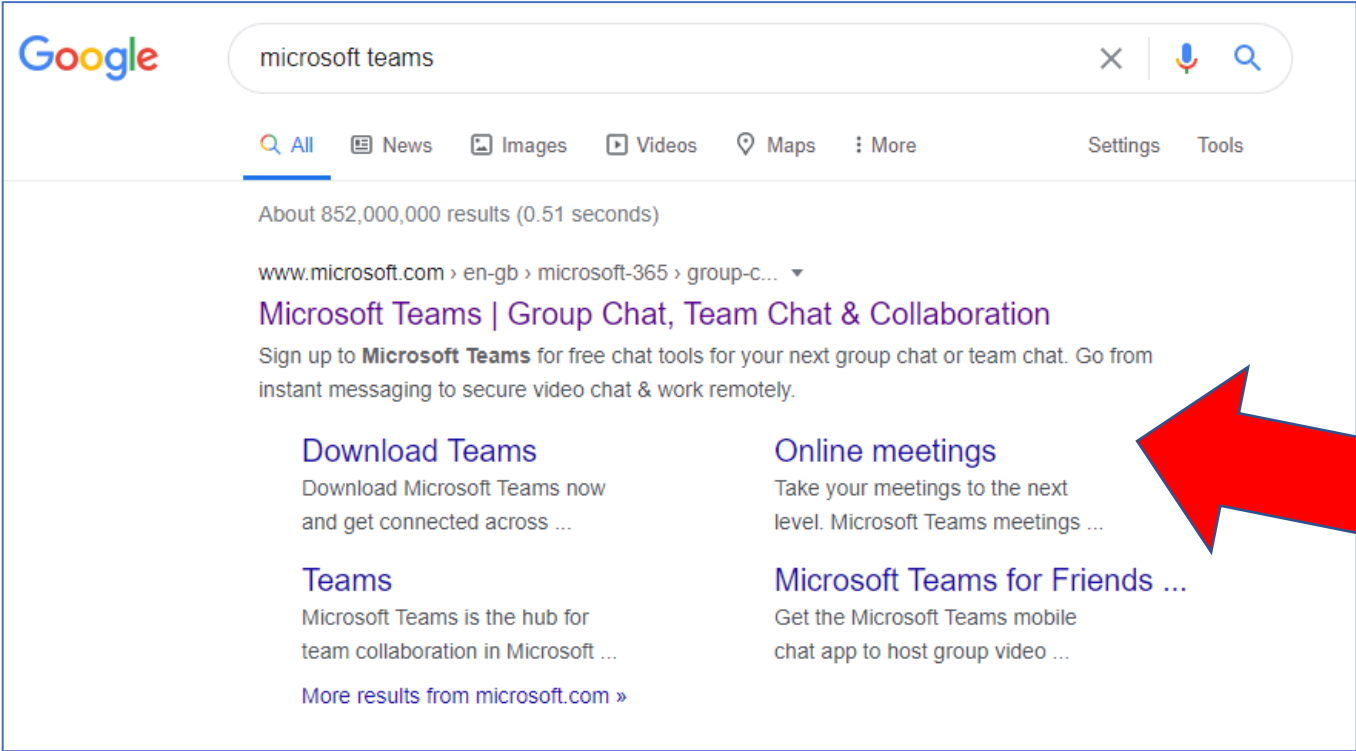 Google
microsoft teams
All News Images Videos Maps More Settings Tools
About 852,000,000 results (0.51 seconds)
www.microsoft.com › en-gb › microsoft-365 › group-c...
Microsoft Teams | Group Chat, Team Chat & Collaboration
Sign up to Microsoft Teams for free chat tools for your next group chat or team chat. Go from
instant messaging to secure video chat & work remotely.
Download Teams
Download Microsoft Teams now
and get connected across ...
Online meetings
Take your meetings to the next
level. Microsoft Teams meetings ...
Teams
Microsoft Teams is the hub for
team collaboration in Microsoft ...
Microsoft Teams for Friends ...
Get the Microsoft Teams mobile
chat app to host group video ...
More results from microsoft.com »